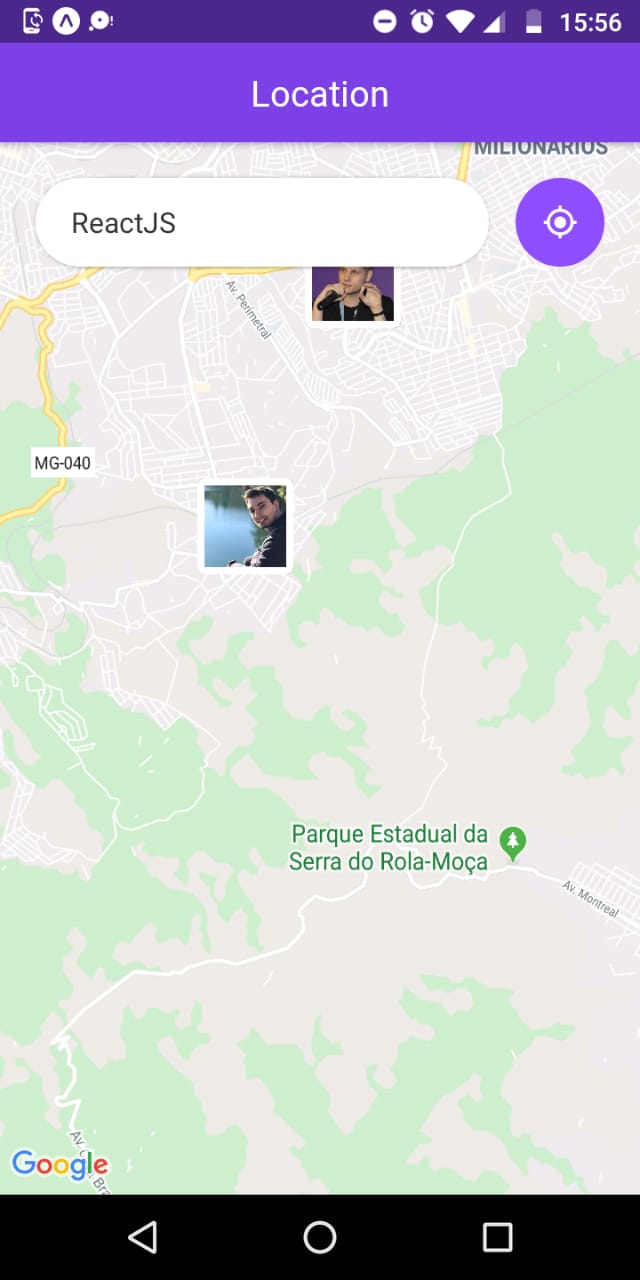 15:56
Location
MILIONÁRIOS
ReactJS
Av. Perimetral
MG-040
Parque Estadual da
Serra do Rola-Moça
Av. Montreal
Av.
Google